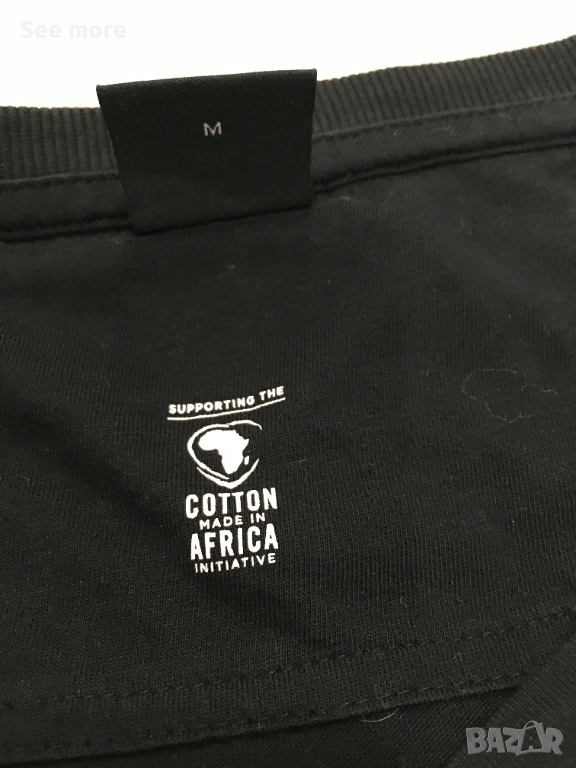 See more
M
SUPPORTING THE
COTTON
MADE IN
AFRICA
INITIATIVE
BAZAR